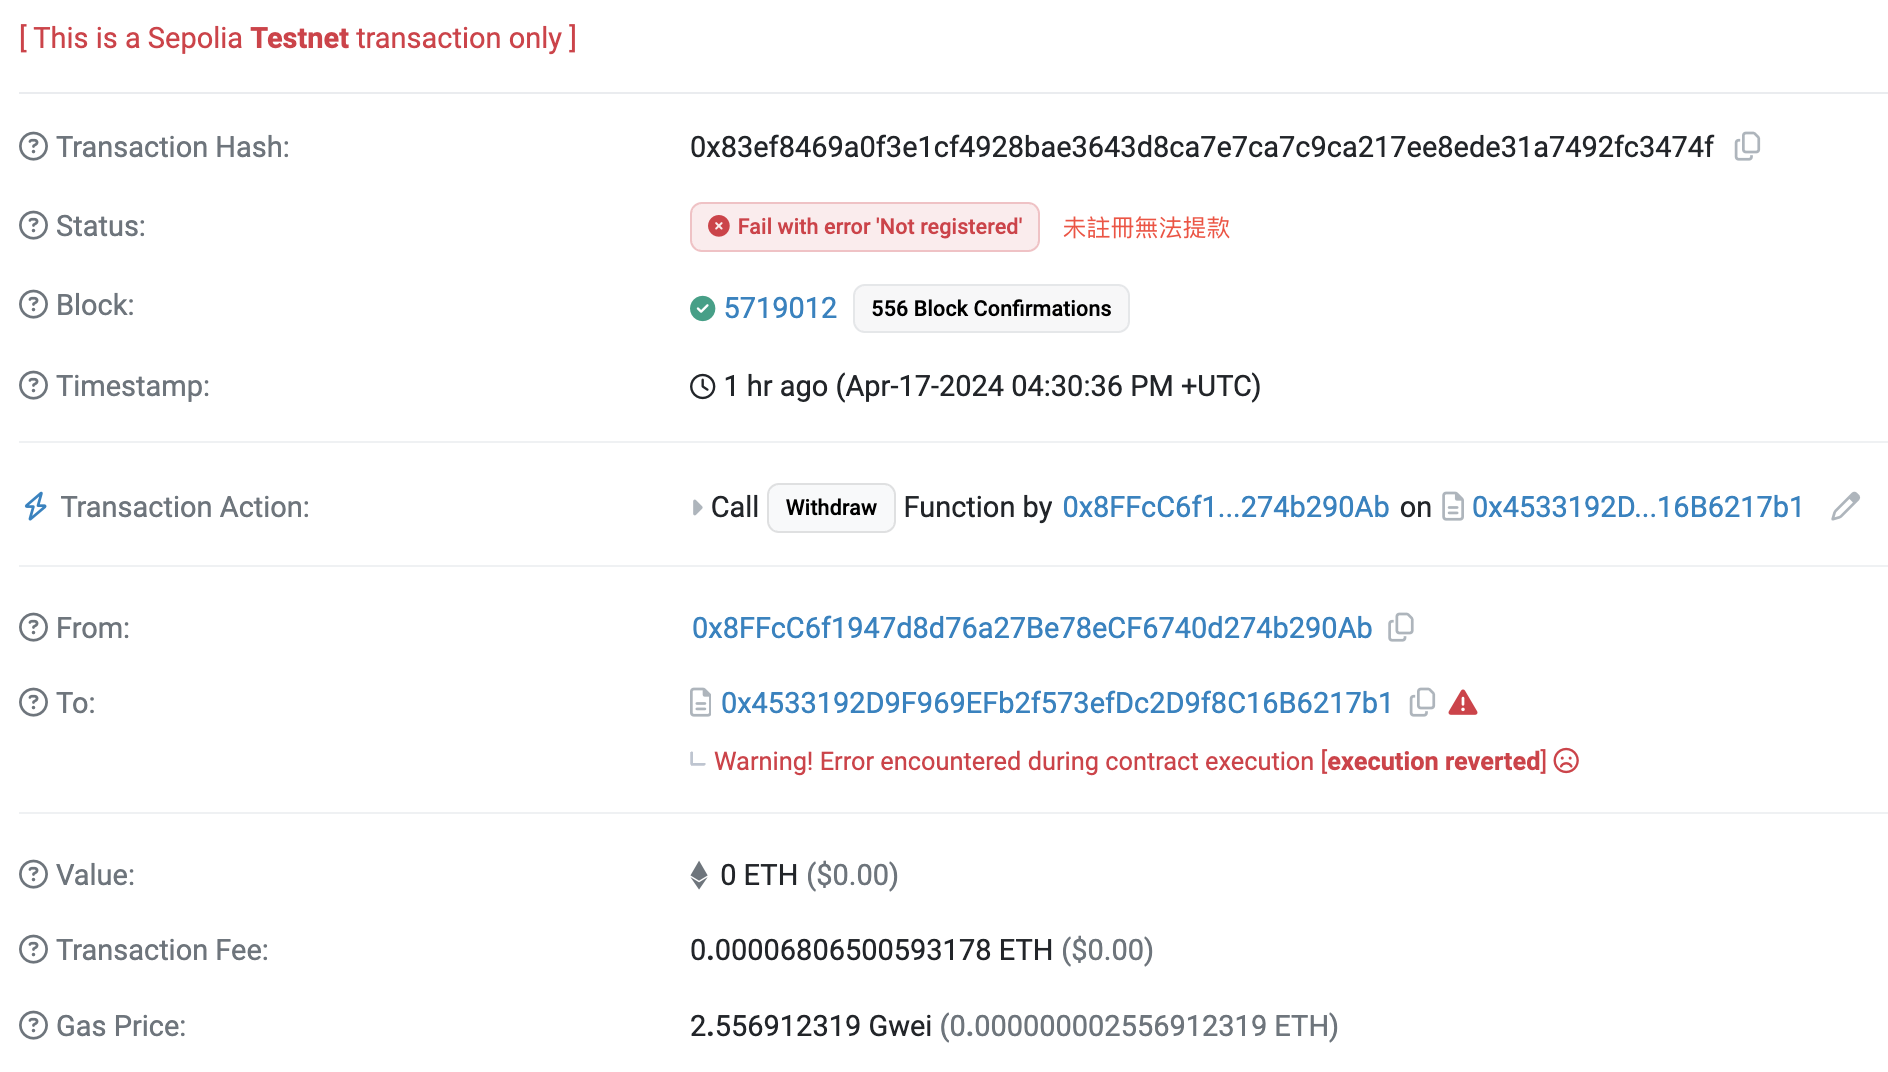 [ This is a Sepolia Testnet transaction only ]
Transaction Hash: 0x83ef8469a0f3e1cf4928bae3643d8ca7e7ca7c9ca217ee8ede31a7492fc3474f
Status: Fail with error 'Not registered' 未註冊無法提款
Block: 5719012 556 Block Confirmations
Timestamp: 1 hr ago (Apr-17-2024 04:30:36 PM +UTC)
Transaction Action: Call Withdraw Function by 0x8FFcC6f1...274b290Ab on 0x4533192D...16B6217b1
From: 0x8FFcC6f1947d8d76a27Be78eCF6740d274b290Ab
To: 0x4533192D9F969EFb2f573efDc2D9f8C16B6217b1
Warning! Error encountered during contract execution [execution reverted]
Value: 0 ETH ($0.00)
Transaction Fee: 0.00006806500593178 ETH ($0.00)
Gas Price: 2.556912319 Gwei (0.000000002556912319 ETH)